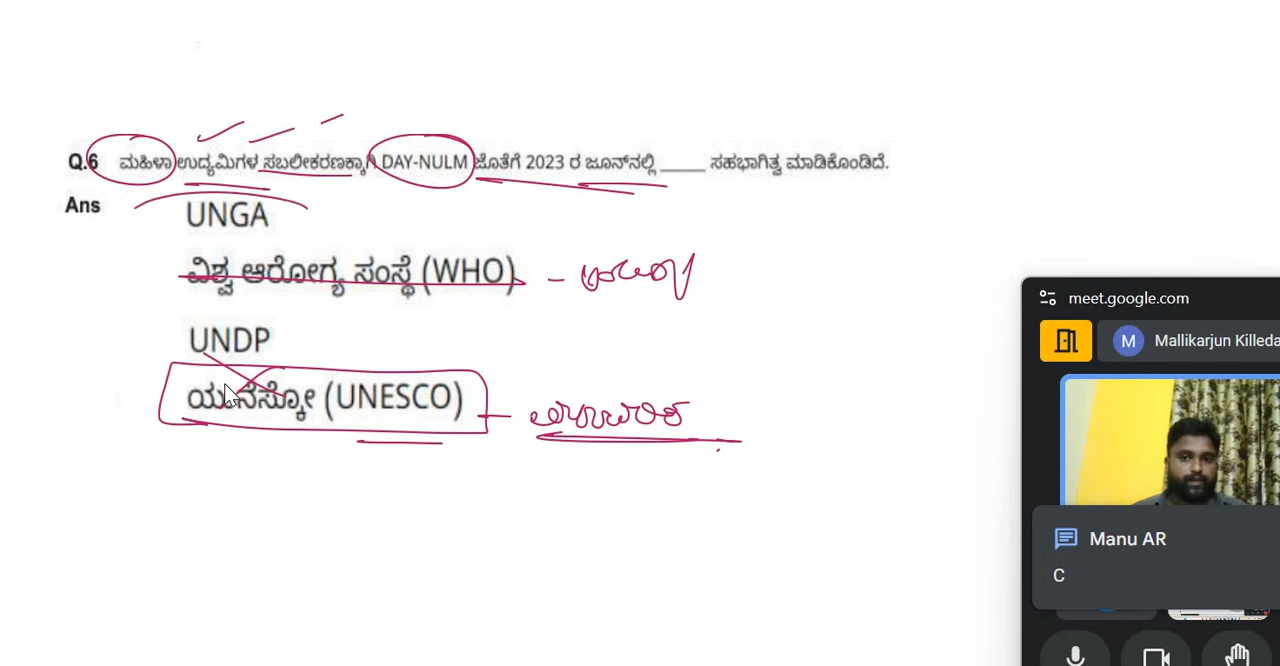 Q.6 ಮಹಿಳಾ ಉದ್ಯಮಿಗಳ ಸಬಲೀಕರಣಕ್ಕಾಗಿ DAY-NULM ಜೊತೆಗೆ 2023 ರ ಜೂನ್‌ನಲ್ಲಿ _____ ಸಹಭಾಗಿತ್ವ ಮಾಡಿಕೊಂಡಿದೆ.
Ans
UNGA
ವಿಶ್ವ ಆರೋಗ್ಯ ಸಂಸ್ಥೆ (WHO)
UNDP
ಯುನೆಸ್ಕೋ (UNESCO)
meet.google.com
M Mallikarjun Killeda
Manu AR
C